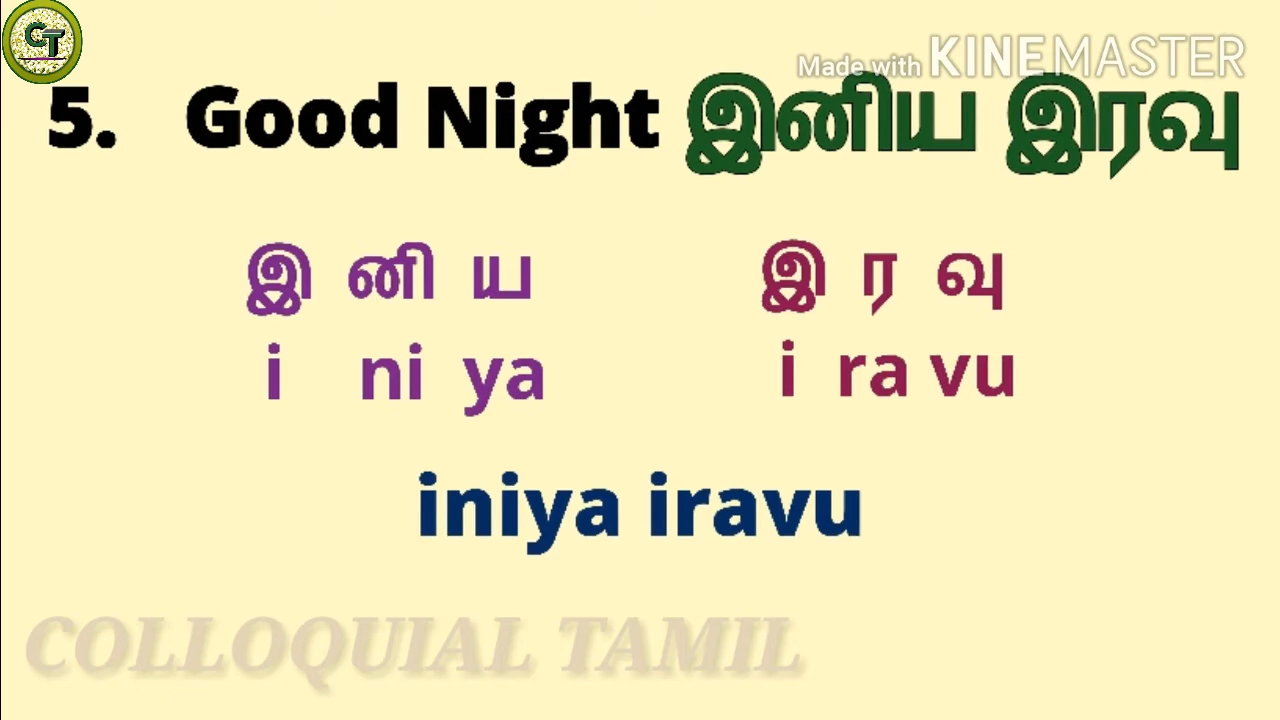 CT
Made with KINEMASTER
5. Good Night இனிய இரவு
இ னி ய இ ர வு
i ni ya i ra vu
iniya iravu
COLLOQUIAL TAMIL